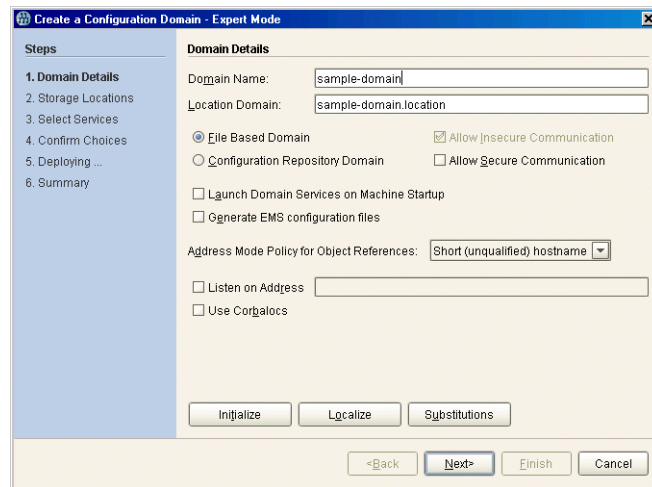 Create a Configuration Domain - Expert Mode
Steps
1. Domain Details
2. Storage Locations
3. Select Services
4. Confirm Choices
5. Deploying ...
6. Summary
Domain Details
Domain Name: sample-domain
Location Domain: sample-domain.location
File Based Domain Allow Insecure Communication
Configuration Repository Domain Allow Secure Communication
Launch Domain Services on Machine Startup
Generate EMS configuration files
Address Mode Policy for Object References: Short (unqualified) hostname
Listen on Address
Use Corbalocs
Initialize Localize Substitutions
<Back Next> Finish Cancel